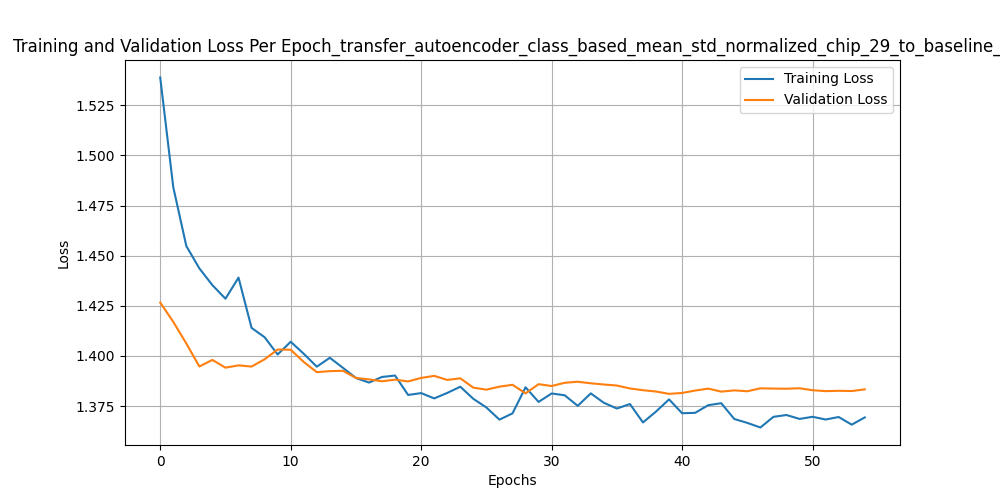 Training and Validation Loss Per Epoch_transfer_autoencoder_class_based_mean_std_normalized_chip_29_to_baseline_
Training Loss
Validation Loss
1.525
1.500
1.475
1.450
1.425
1.400
1.375
Loss
0 10 20 30 40 50
Epochs